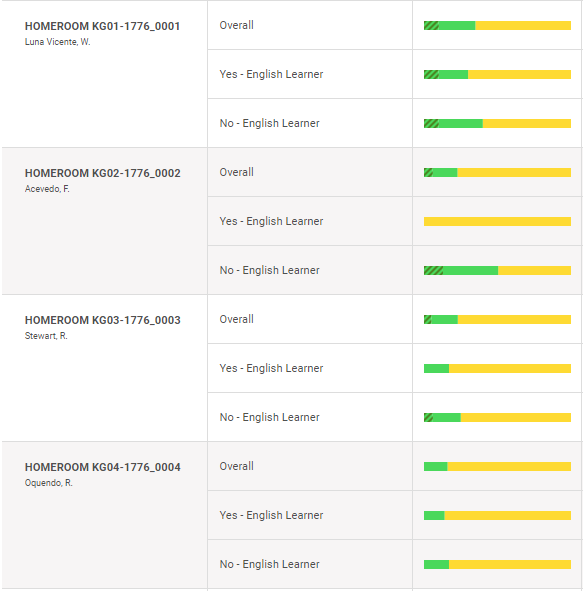 HOMEROOM KG01-1776_0001
Luna Vicente, W.
Overall
Yes - English Learner
No - English Learner
HOMEROOM KG02-1776_0002
Acevedo, F.
Overall
Yes - English Learner
No - English Learner
HOMEROOM KG03-1776_0003
Stewart, R.
Overall
Yes - English Learner
No - English Learner
HOMEROOM KG04-1776_0004
Oquendo, R.
Overall
Yes - English Learner
No - English Learner